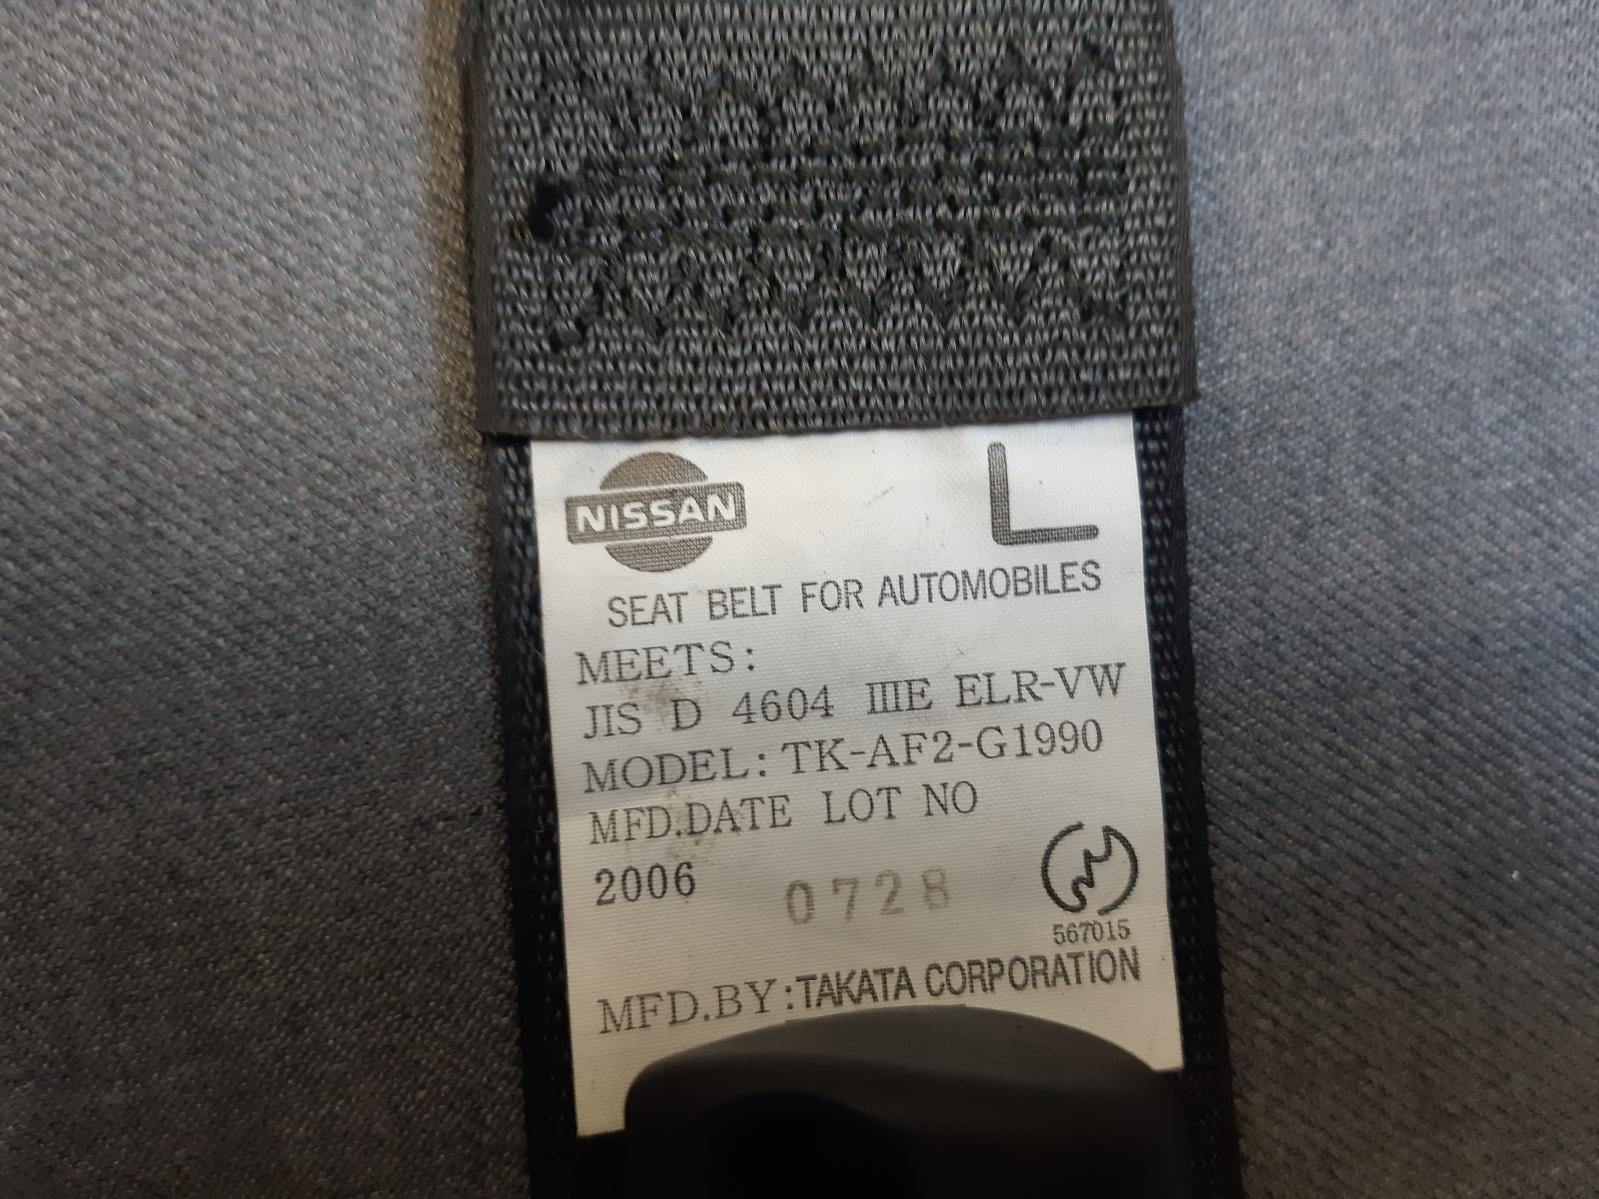 NISSAN L
SEAT BELT FOR AUTOMOBILES
MEETS:
JIS D 4604 ⅢE ELR-VW
MODEL: TK-AF2-G1990
MFD.DATE LOT NO
2006 0728
567015
MFD.BY:TAKATA CORPORATION